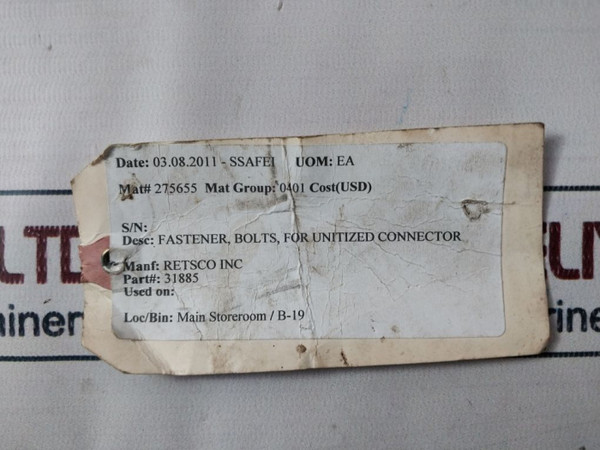 Date: 03.08.2011 - SSAFEI UOM: EA
Mat# 275655 Mat Group: 0401 Cost(USD)
S/N:
Desc: FASTENER, BOLTS, FOR UNITIZED CONNECTOR
Manf: RETSCO INC
Part#: 31885
Used on:
Loc/Bin: Main Storeroom / B-19
LTD